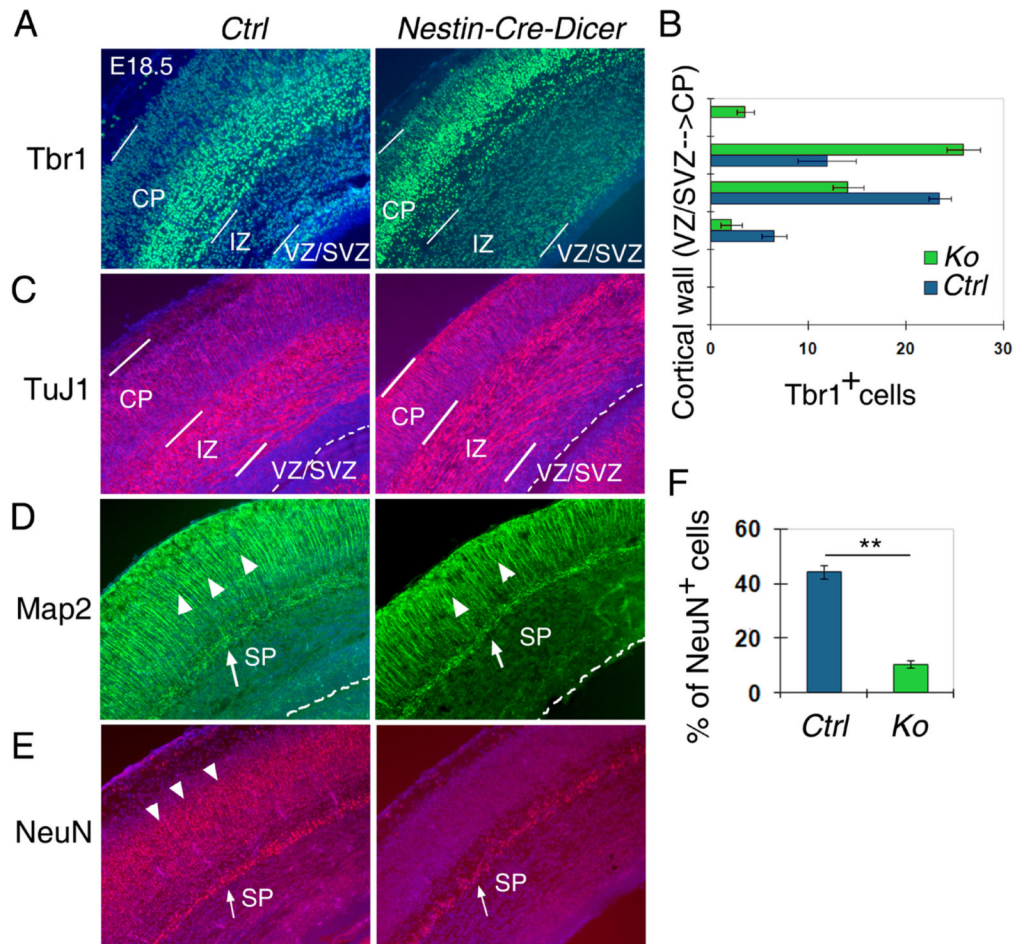 A
Ctrl
Nestin-Cre-Dicer
B
E18.5
Tbr1
CP
IZ
VZ/SVZ
CP
IZ
VZ/SVZ
Cortical wall (VZ/SVZ-->CP)
Ko
Ctrl
0
10
20
30
Tbr1+cells
C
TuJ1
CP
IZ
VZ/SVZ
CP
IZ
VZ/SVZ
D
Map2
SP
SP
F
% of NeuN+ cells
60
40
20
0
**
Ctrl
Ko
E
NeuN
SP
SP